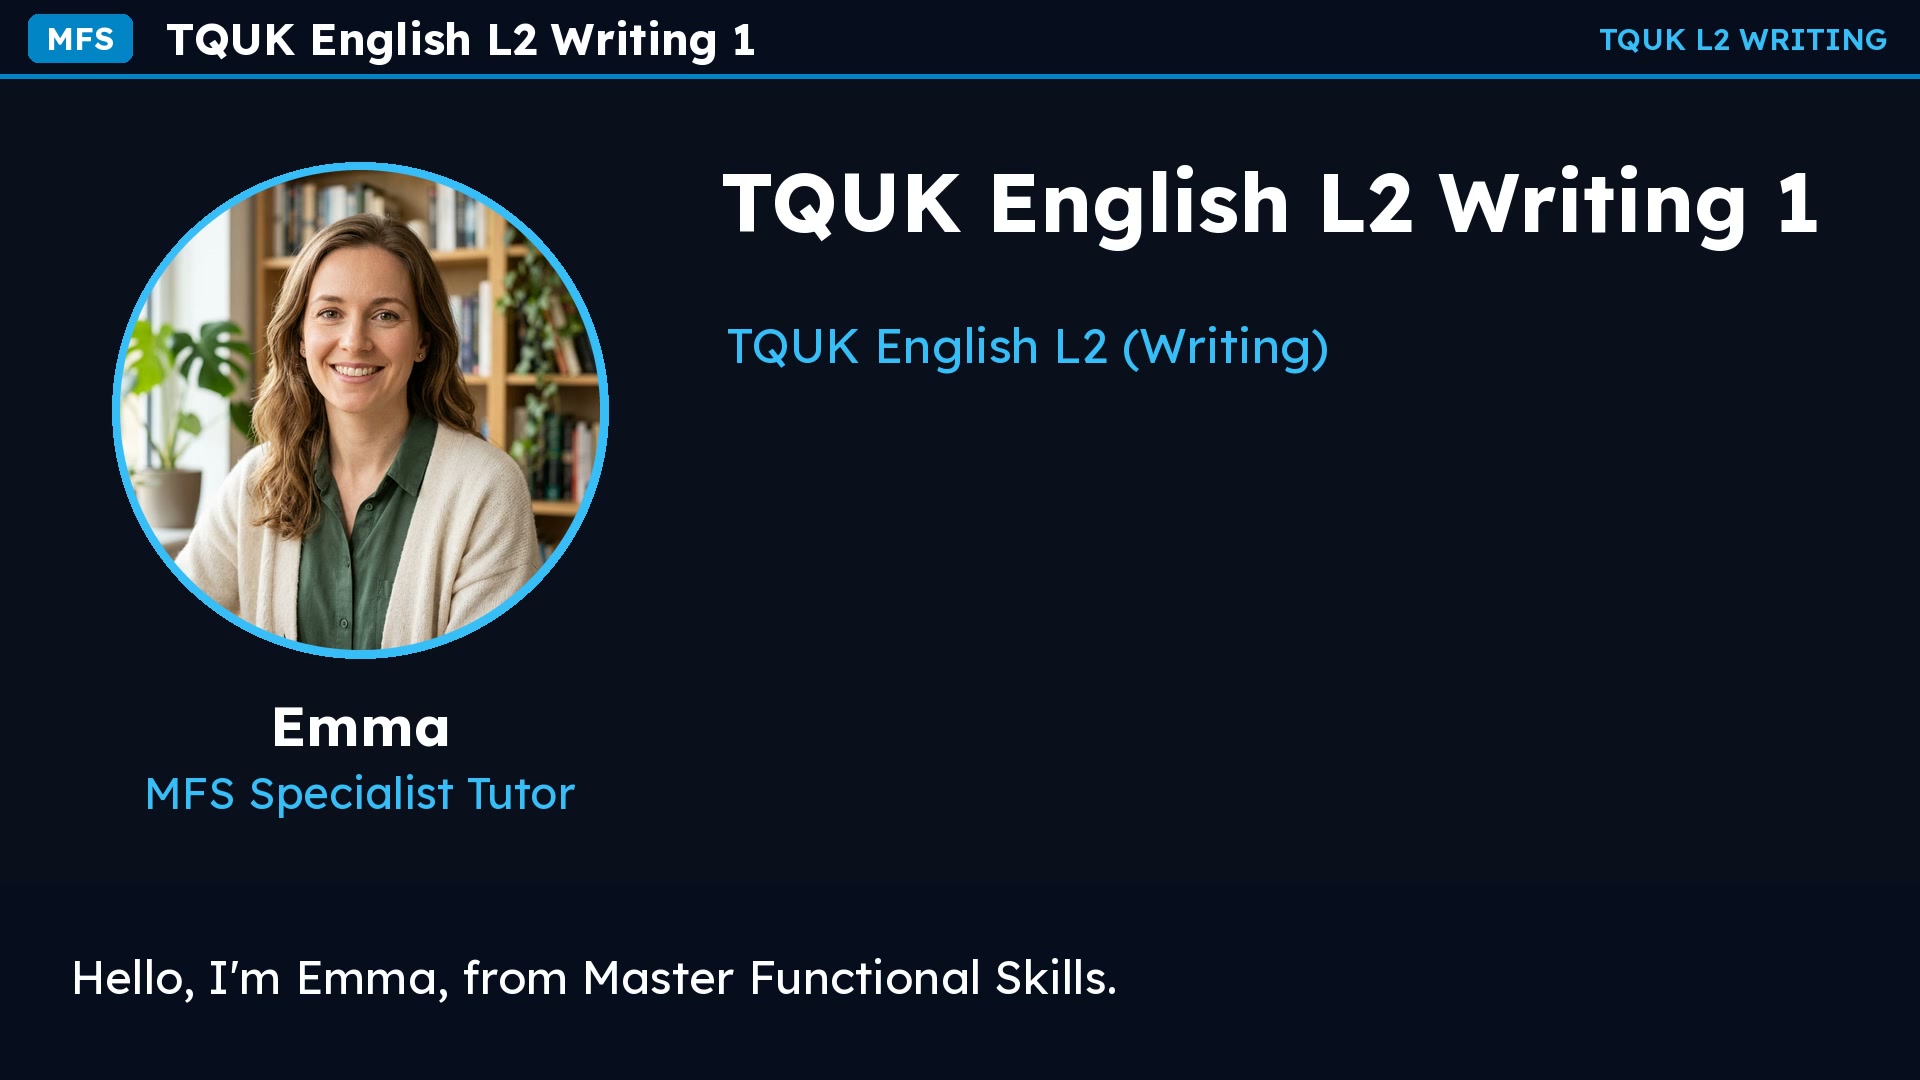 MFS
TQUK English L2 Writing 1
TQUK L2 WRITING
TQUK English L2 Writing 1
TQUK English L2 (Writing)
Emma
MFS Specialist Tutor
Hello, I'm Emma, from Master Functional Skills.